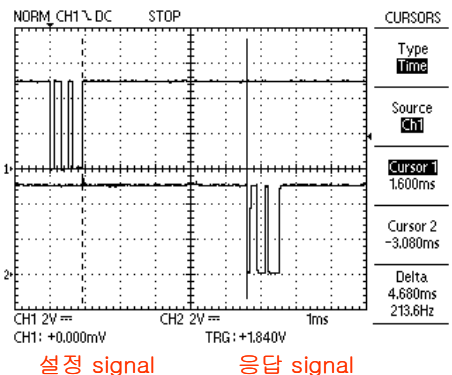 NORM CH1 DC STOP
CURSORS
Type
Time
Source
Ch1
Cursor 1
1.600ms
Cursor 2
-3.080ms
Delta
4.680ms
213.6Hz
1
2
CH1 2V CH2 2V 1ms
CH1: +0.000mV TRG: +1.840V
설정 signal 응답 signal